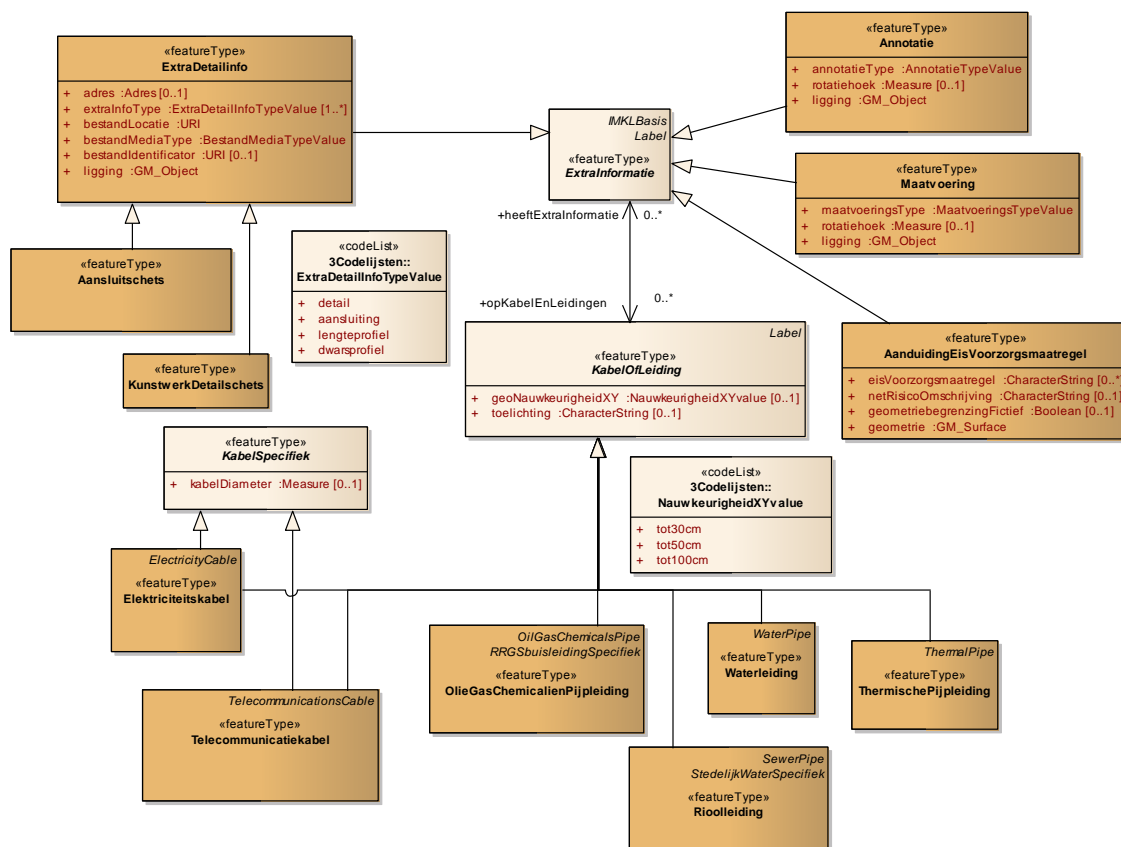 «featureType»
ExtraDetailinfo
+ adres :Adres [0..1]
+ extraInfoType :ExtraDetailInfoTypeValue [1..*]
+ bestandLocatie :URI
+ bestandMediaType :BestandMediaTypeValue
+ bestandIdentificator :URI [0..1]
+ ligging :GM_Object
«featureType»
Annotatie
+ annotatieType :AnnotatieTypeValue
+ rotatiehoek :Measure [0..1]
+ ligging :GM_Object
IMKLBasis
Label
«featureType»
ExtraInformatie
«featureType»
Maatvoering
+ maatvoeringsType :MaatvoeringsTypeValue
+ rotatiehoek :Measure [0..1]
+ ligging :GM_Object
+heeftExtraInformatie 0..*
«featureType»
Aansluitschets
«codeList»
3Codelijsten::
ExtraDetailInfoTypeValue
+ detail
+ aansluiting
+ lengteprofiel
+ dwarsprofiel
+opKabelEnLeidingen 0..*
«featureType»
KunstwerkDetailschets
Label
«featureType»
KabelOfLeiding
+ geoNauwkeurigheidXY :NauwkeurigheidXYvalue [0..1]
+ toelichting :CharacterString [0..1]
«featureType»
AanduidingEisVoorzorgsmaatregel
+ eisVoorzorgsmaatregel :CharacterString [0..*]
+ netRisicoOmschrijving :CharacterString [0..1]
+ geometriebegrenzingFictief :Boolean [0..1]
+ geometrie :GM_Surface
«featureType»
KabelSpecifiek
+ kabelDiameter :Measure [0..1]
«codeList»
3Codelijsten::
NauwkeurigheidXYvalue
+ tot30cm
+ tot50cm
+ tot100cm
ElectricityCable
«featureType»
Elektriciteitskabel
OilGasChemicalsPipe
RRGSbuisleidingSpecifiek
«featureType»
OlieGasChemicalienPijpleiding
WaterPipe
«featureType»
Waterleiding
ThermalPipe
«featureType»
ThermischePijpleiding
TelecommunicationsCable
«featureType»
Telecommunicatiekabel
SewerPipe
StedelijkWaterSpecifiek
«featureType»
Rioolleiding